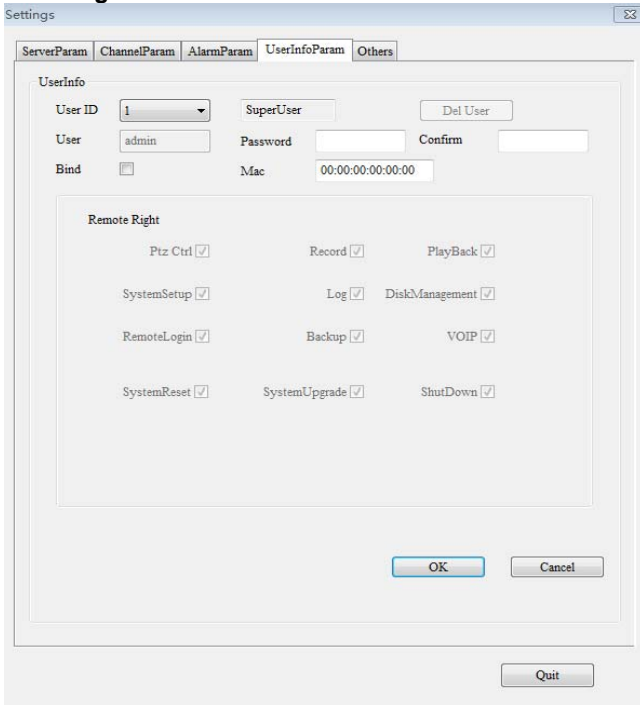 Settings
ServerParam ChannelParam AlarmParam UserInfoParam Others
UserInfo
User ID 1 SuperUser Del User
User admin Password Confirm
Bind Mac 00:00:00:00:00:00
Remote Right
Ptz Ctrl Record PlayBack
SystemSetup Log DiskManagement
RemoteLogin Backup VOIP
SystemReset SystemUpgrade ShutDown
OK Cancel
Quit